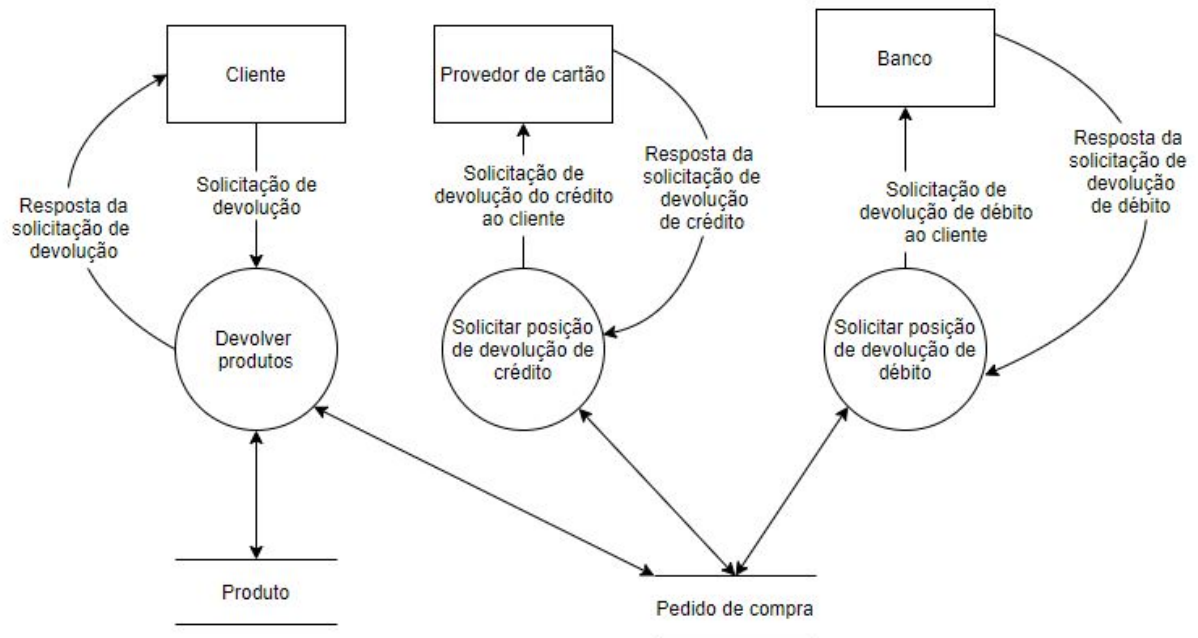 Cliente
Provedor de cartão
Banco
Resposta da
solicitação de
devolução
Solicitação de
devolução
Solicitação de
devolução do crédito
ao cliente
Resposta da
solicitação de
devolução
de crédito
Solicitação de
devolução de débito
ao cliente
Resposta da
solicitação de
devolução
de débito
Devolver
produtos
Solicitar posição
de devolução de
crédito
Solicitar posição
de devolução de
débito
Produto
Pedido de compra